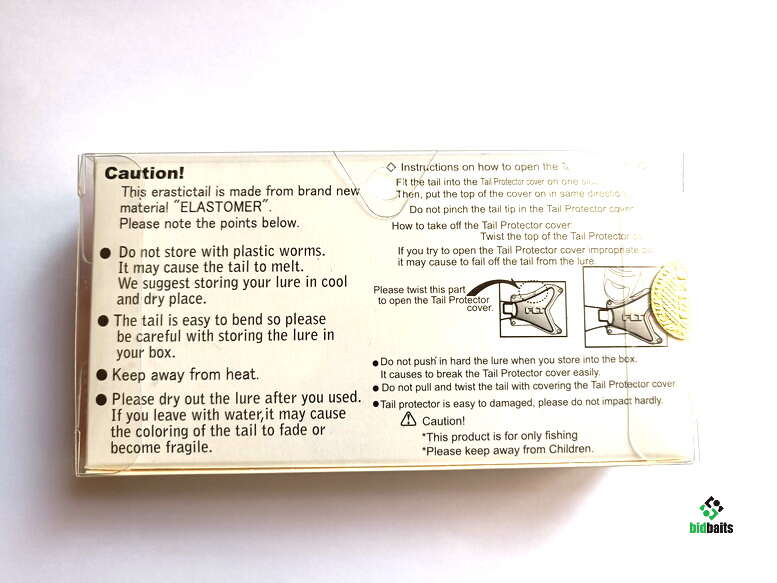 Caution!
This erastictail is made from brand new
material "ELASTOMER".
Please note the points below.
● Do not store with plastic worms.
It may cause the tail to melt.
We suggest storing your lure in cool
and dry place.
● The tail is easy to bend so please
be careful with storing the lure in
your box.
● Keep away from heat.
● Please dry out the lure after you used.
If you leave with water,it may cause
the coloring of the tail to fade or
become fragile.
◇ Instructions on how to open the
Fit the tail into the Tail Protector cover on one
Then, put the top of the cover on in same direction
Do not pinch the tail tip in the Tail Protector cover
How to take off the Tail Protector cover:
Twist the top of the Tail Protector
If you try to open the Tail Protector cover
it may cause to fall off the tail from the lure.
Please twist this part
to open the Tail Protector
cover.
● Do not push in hard the lure when you store into the box.
It causes to break the Tail Protector cover easily.
● Do not pull and twist the tail with covering the Tail Protector cover
● Tail protector is easy to damaged, please do not impact hardly.
⚠ Caution!
*This product is for only fishing
*Please keep away from Children.
bidbaits